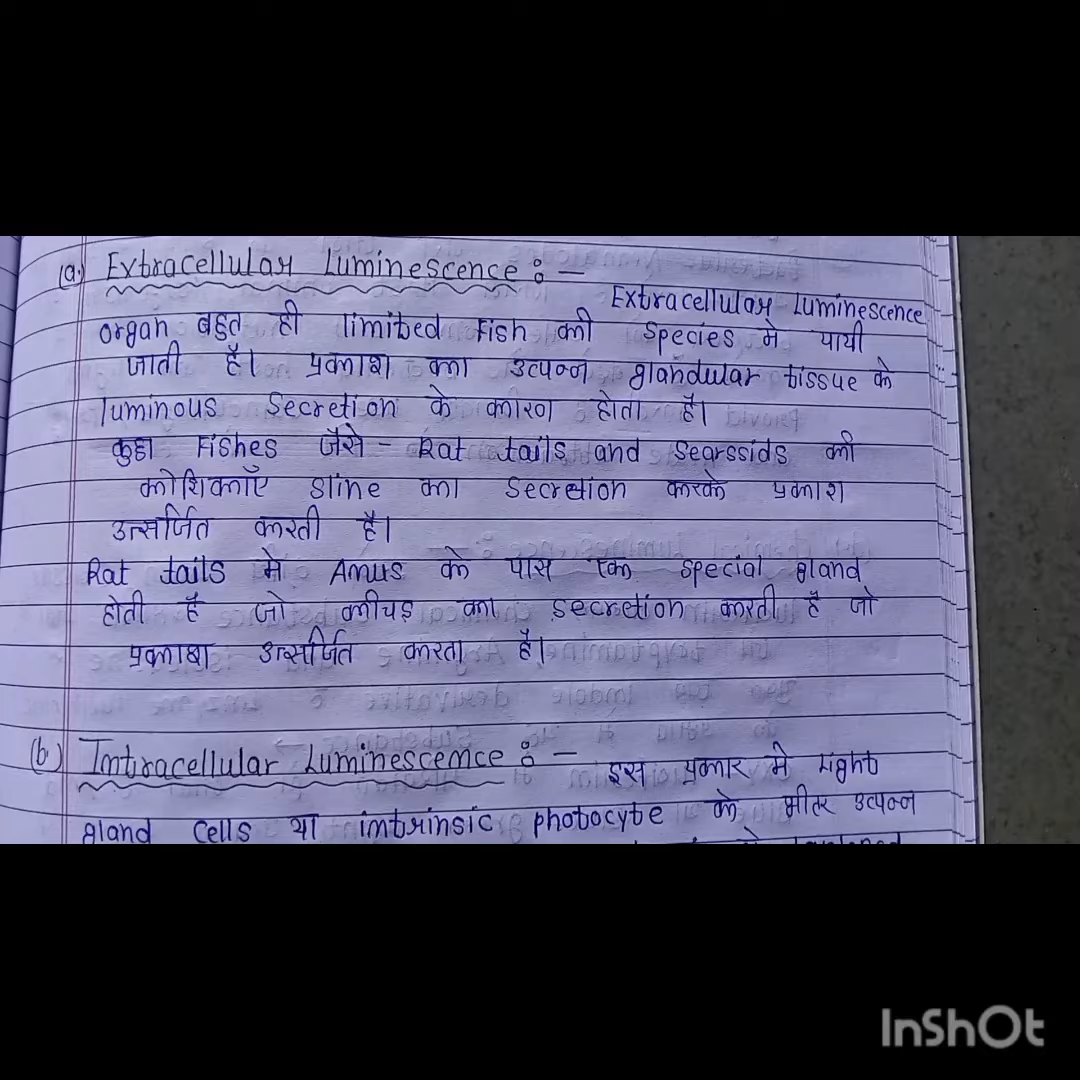 (a.) Extracellular Luminescence : —
Extracellular Luminescence
organ बहुत ही limited Fish की species मे पायी
जाती है। प्रकाश का उत्पन्न glandular tissue के
luminous secretion के कारण होता है।
कुछ Fishes जैसे - Rat tails and searssids की
कोशिकाएँ sline का secretion करके प्रकाश
उत्सर्जित करती है।
Rat tails मे Anus के पास एक special gland
होती है जो कीचड़ का secretion करती है जो
प्रकाश उत्सर्जित करता है।
(b) Intracellular Luminescence : — इस प्रकार मे Light
gland cells या intrinsic photocyte के भीतर उत्पन्न
InShOt